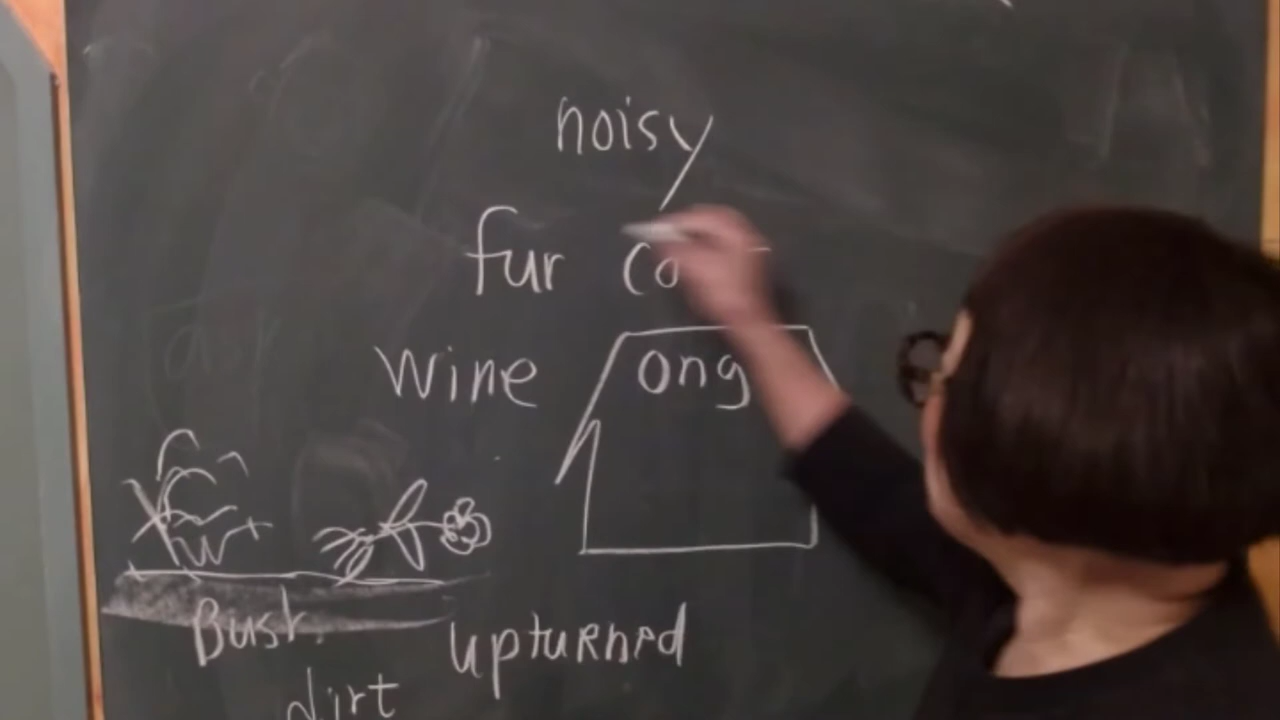 noisy
fur
wine
ong
Bush
upturned
dirt